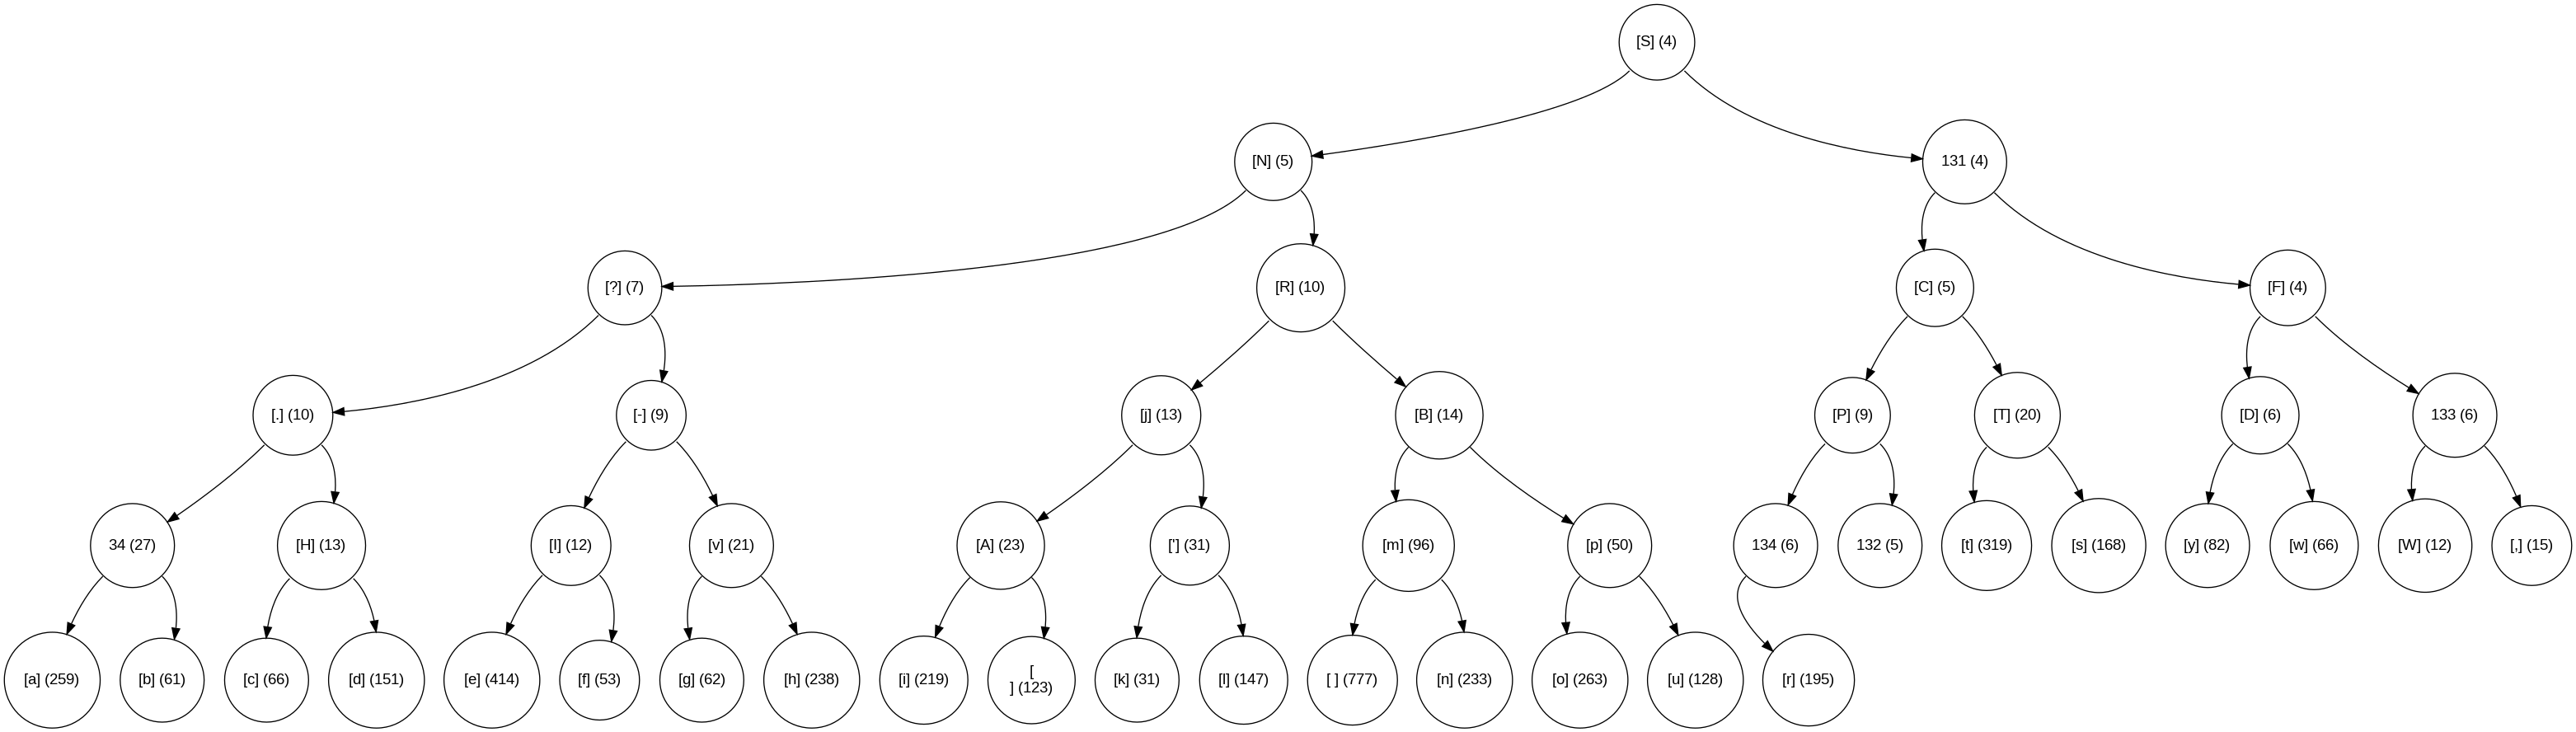 [S] (4)
[N] (5)
131 (4)
[?] (7)
[R] (10)
[C] (5)
[F] (4)
[.] (10)
[-] (9)
[j] (13)
[B] (14)
[P] (9)
[T] (20)
[D] (6)
133 (6)
34 (27)
[H] (13)
[I] (12)
[v] (21)
[A] (23)
['] (31)
[m] (96)
[p] (50)
134 (6)
132 (5)
[t] (319)
[s] (168)
[y] (82)
[w] (66)
[W] (12)
[,] (15)
[a] (259)
[b] (61)
[c] (66)
[d] (151)
[e] (414)
[f] (53)
[g] (62)
[h] (238)
[i] (219)
[
] (123)
[k] (31)
[l] (147)
[ ] (777)
[n] (233)
[o] (263)
[u] (128)
[r] (195)